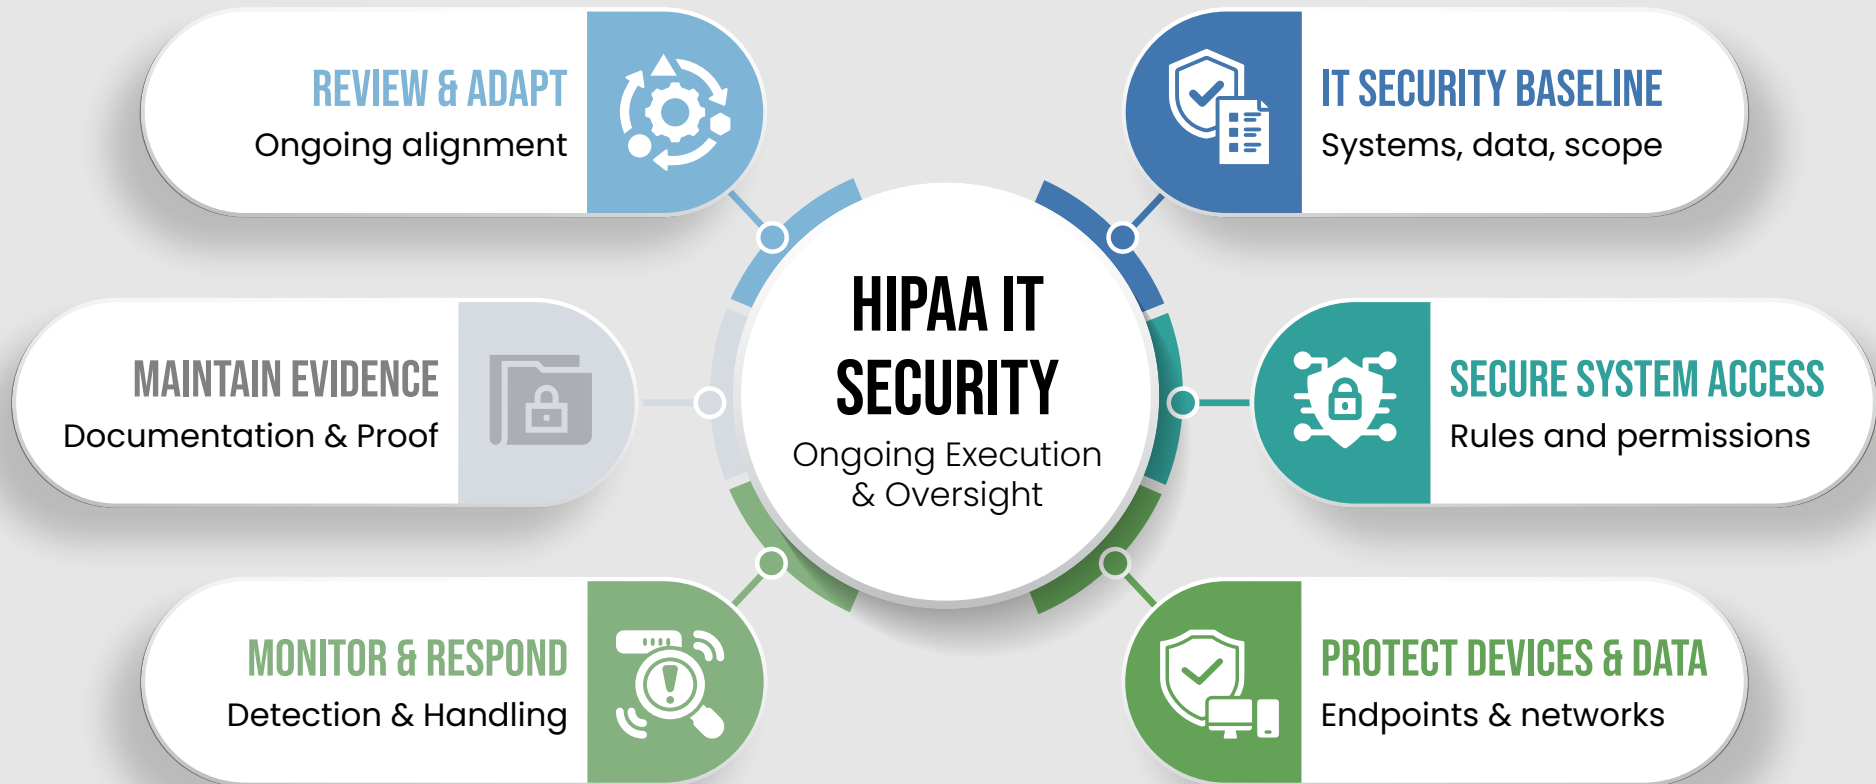 REVIEW & ADAPT
Ongoing alignment
IT SECURITY BASELINE
Systems, data, scope
HIPAA IT
SECURITY
Ongoing Execution
& Oversight
MAINTAIN EVIDENCE
Documentation & Proof
SECURE SYSTEM ACCESS
Rules and permissions
MONITOR & RESPOND
Detection & Handling
PROTECT DEVICES & DATA
Endpoints & networks